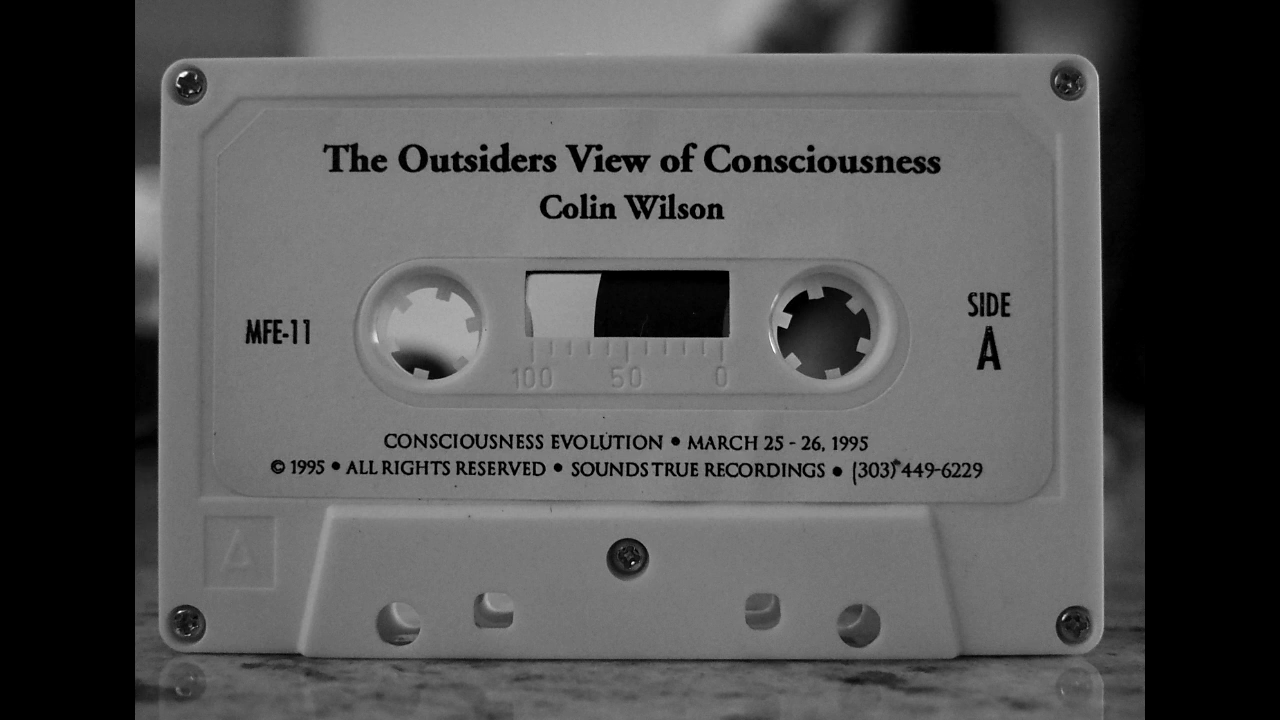 The Outsiders View of Consciousness
Colin Wilson
MFE-11
SIDE
A
100 50 0
CONSCIOUSNESS EVOLUTION • MARCH 25 - 26, 1995
© 1995 • ALL RIGHTS RESERVED • SOUNDS TRUE RECORDINGS • (303) 449-6229
A